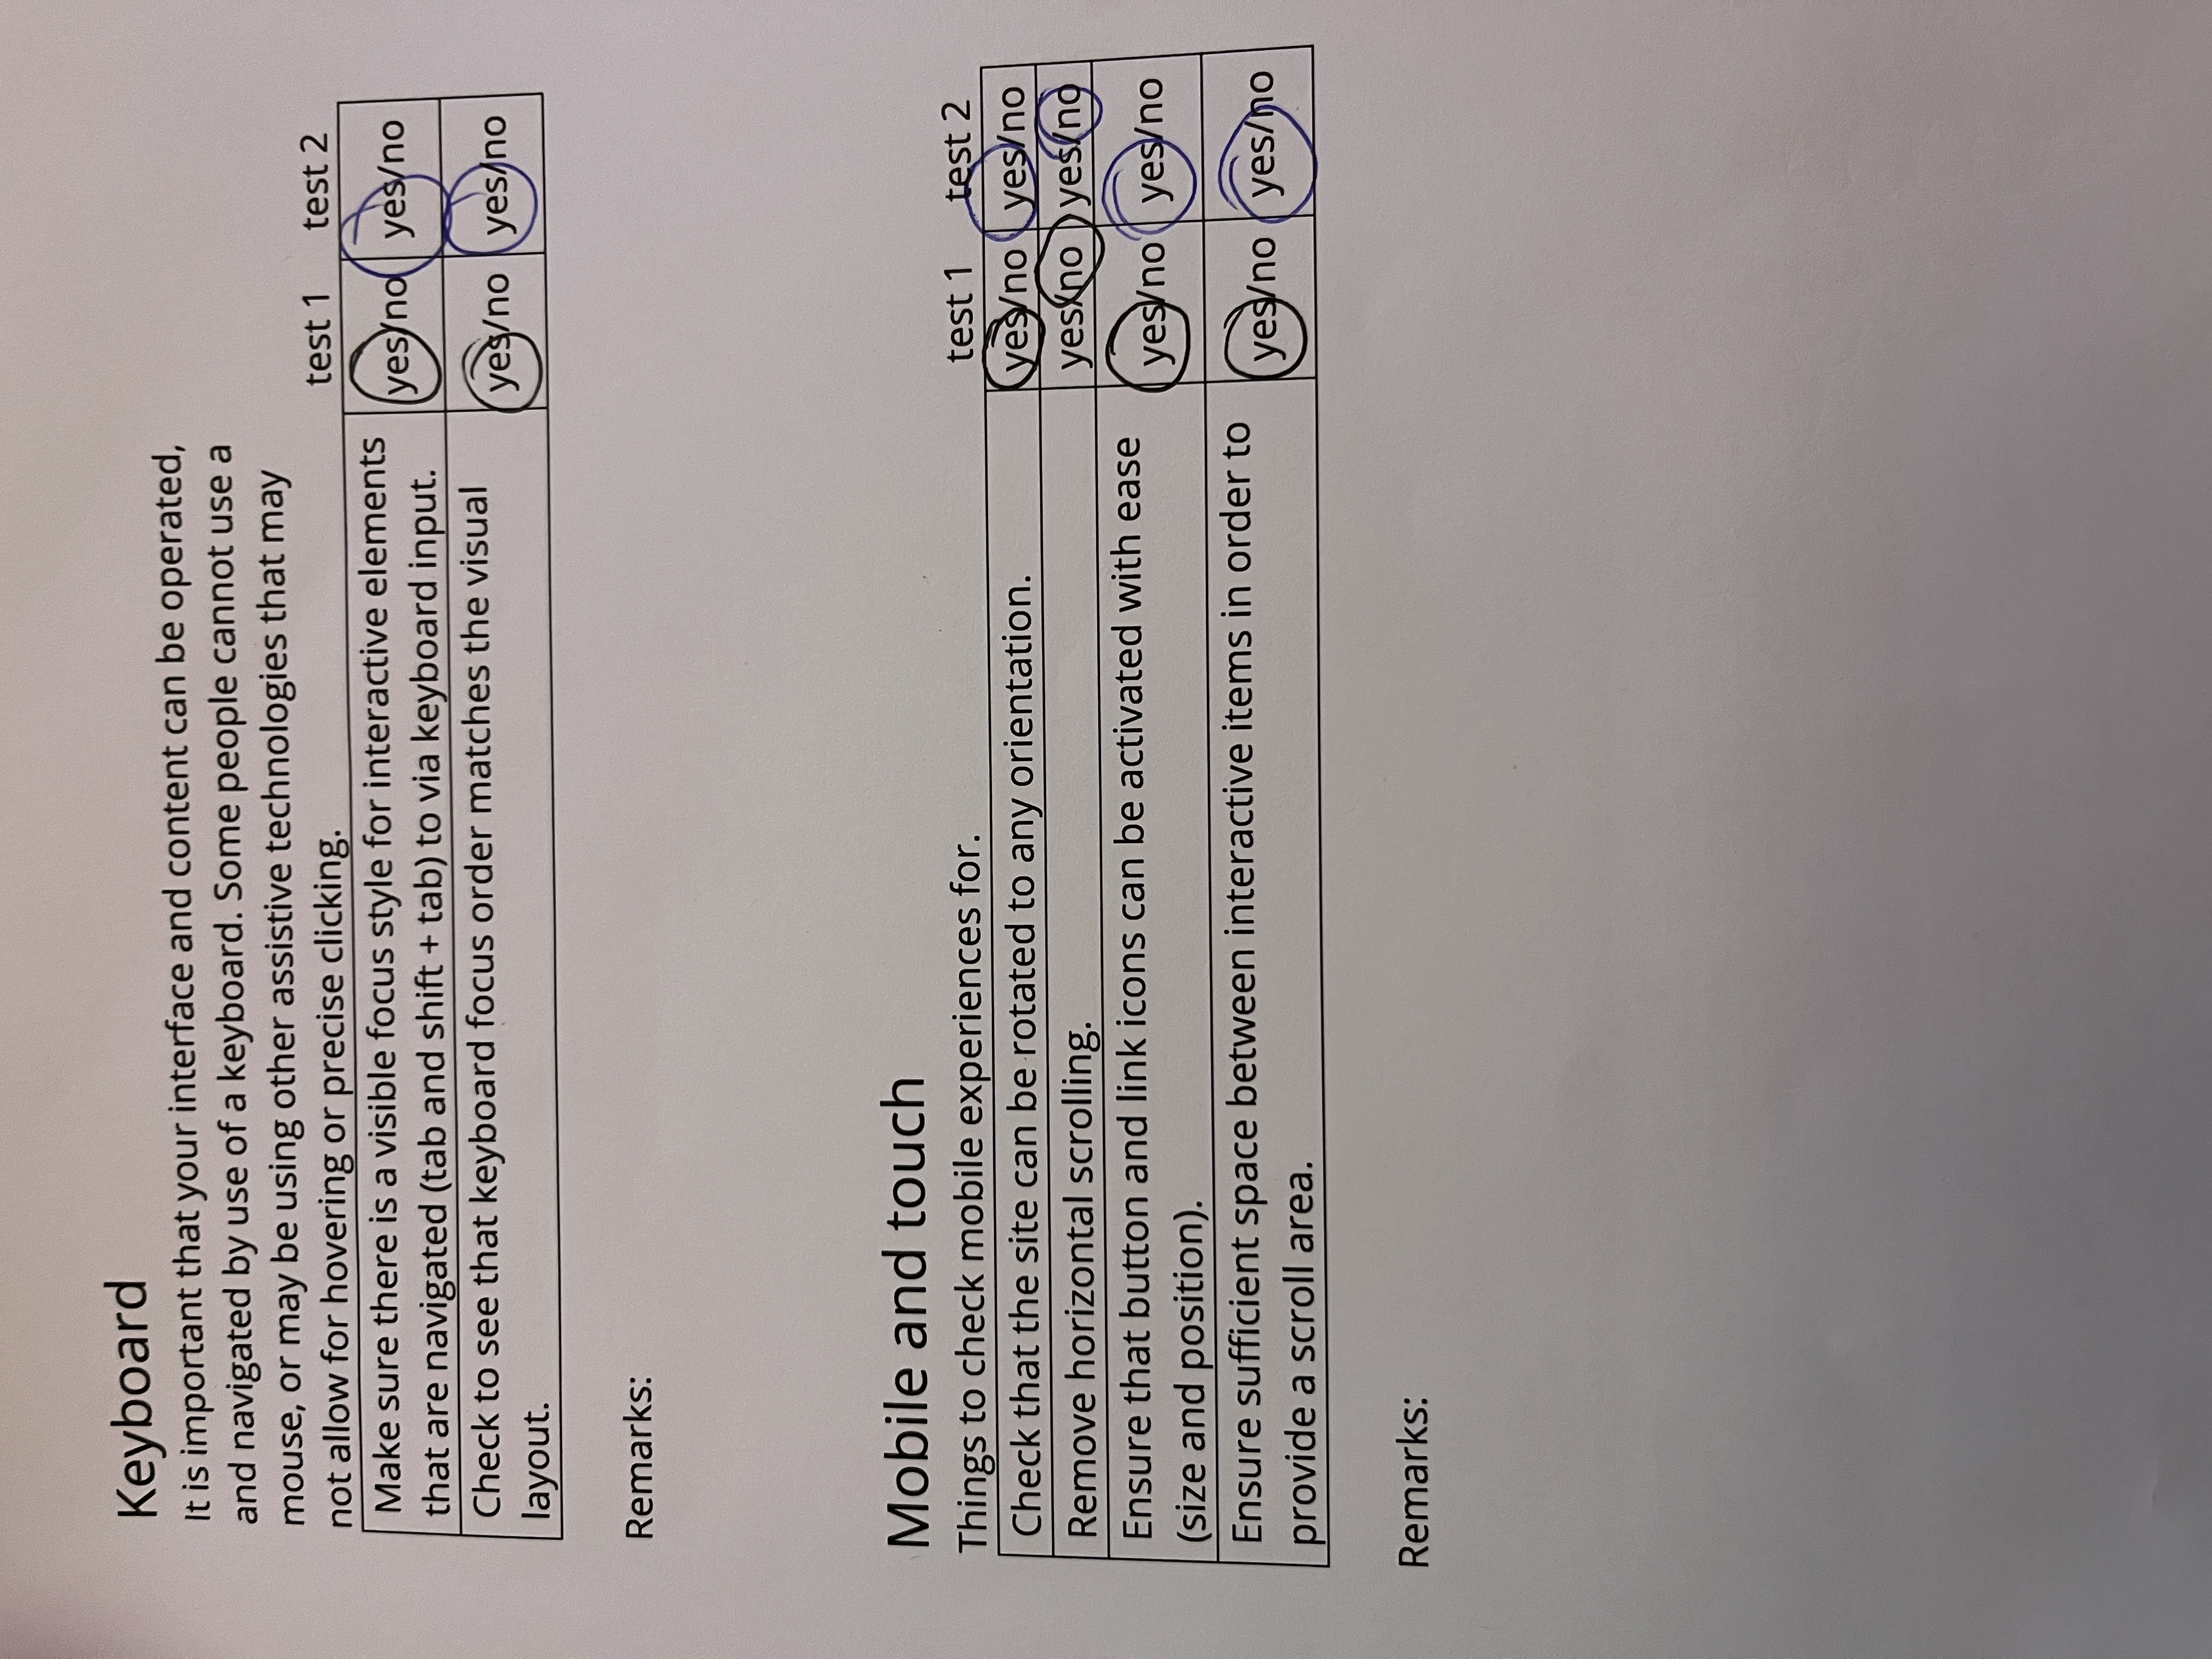 Keyboard
It is important that your interface and content can be operated,
and navigated by use of a keyboard. Some people cannot use a
mouse, or may be using other assistive technologies that may
not allow for hovering or precise clicking.
test 1 test 2
Make sure there is a visible focus style for interactive elements
that are navigated (tab and shift + tab) to via keyboard input.
yes/no yes/no
Check to see that keyboard focus order matches the visual
layout.
yes/no yes/no
Remarks:
Mobile and touch
Things to check mobile experiences for.
test 1 test 2
Check that the site can be rotated to any orientation. yes/no yes/no
Remove horizontal scrolling. yes/no yes/no
Ensure that button and link icons can be activated with ease
(size and position).
yes/no yes/no
Ensure sufficient space between interactive items in order to
provide a scroll area.
yes/no yes/no
Remarks: